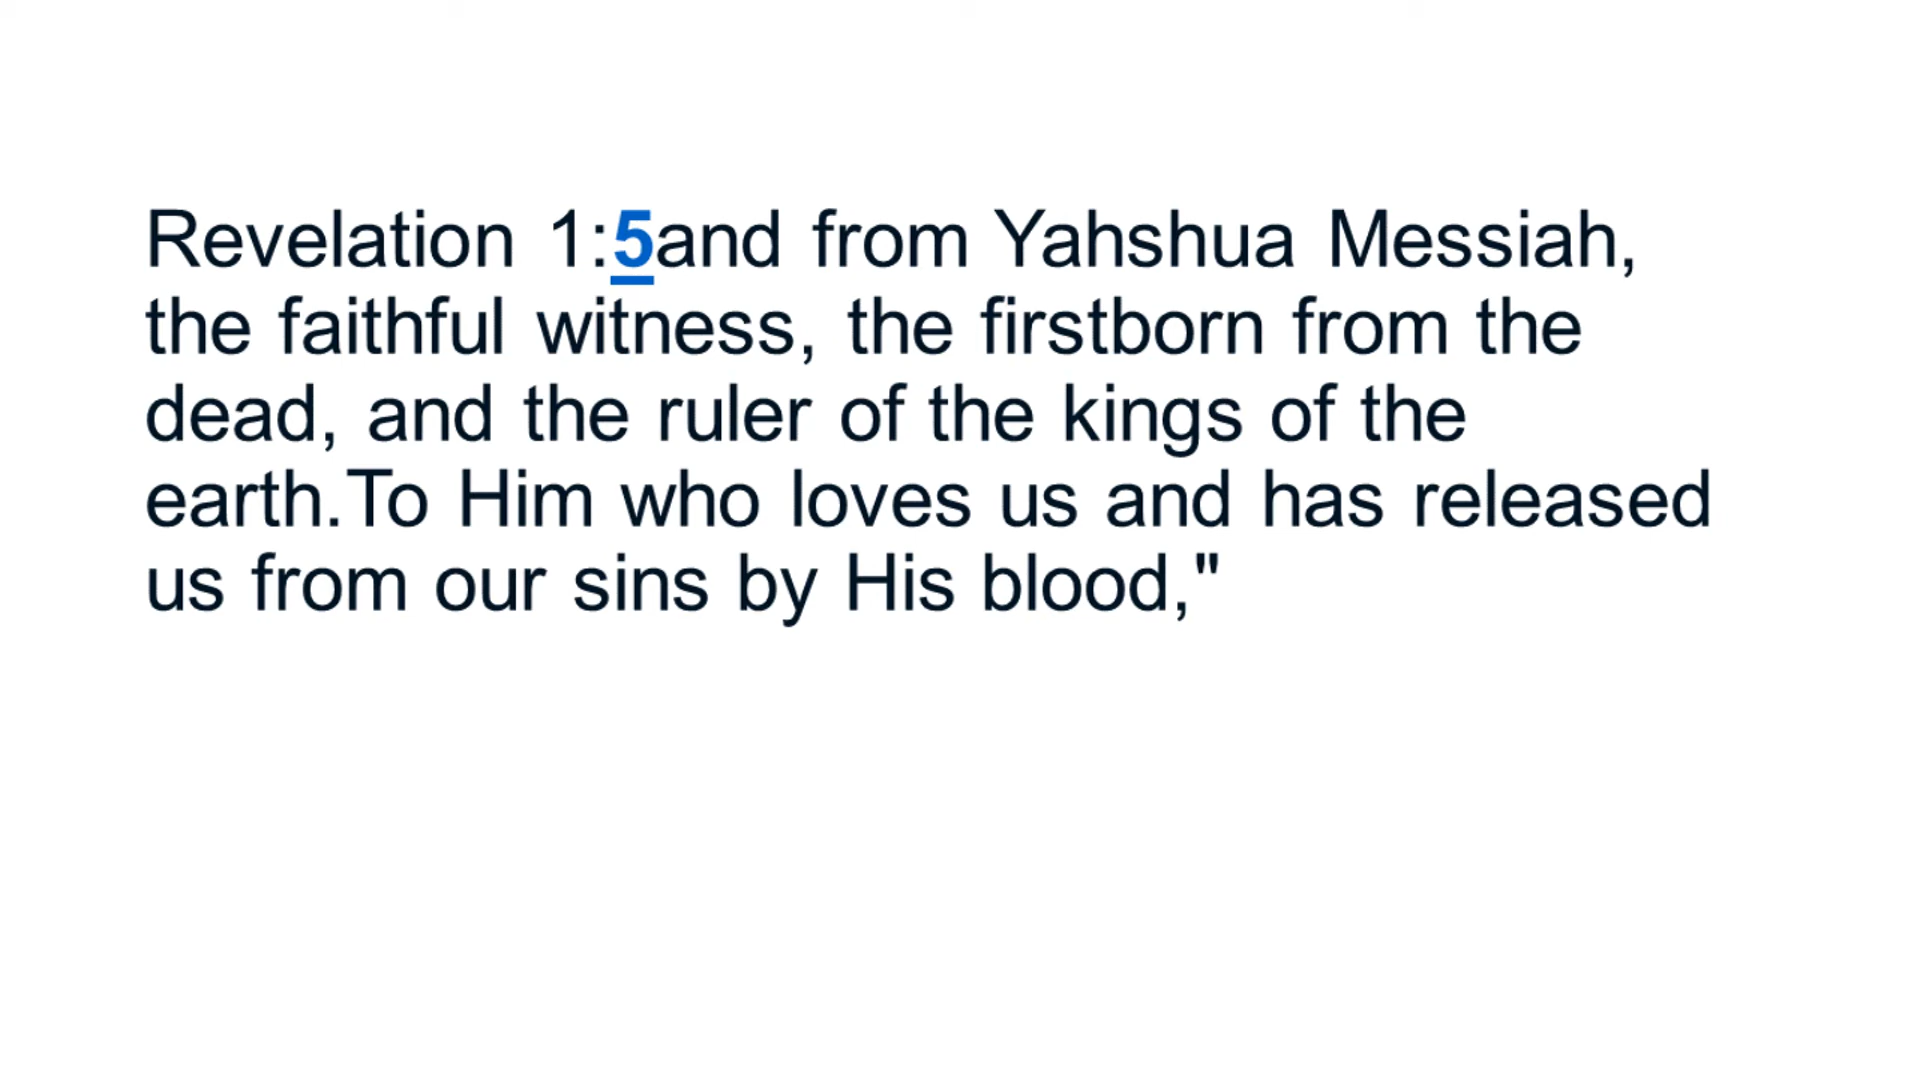 Revelation 1:5and from Yahshua Messiah,
the faithful witness, the firstborn from the
dead, and the ruler of the kings of the
earth.To Him who loves us and has released
us from our sins by His blood,"